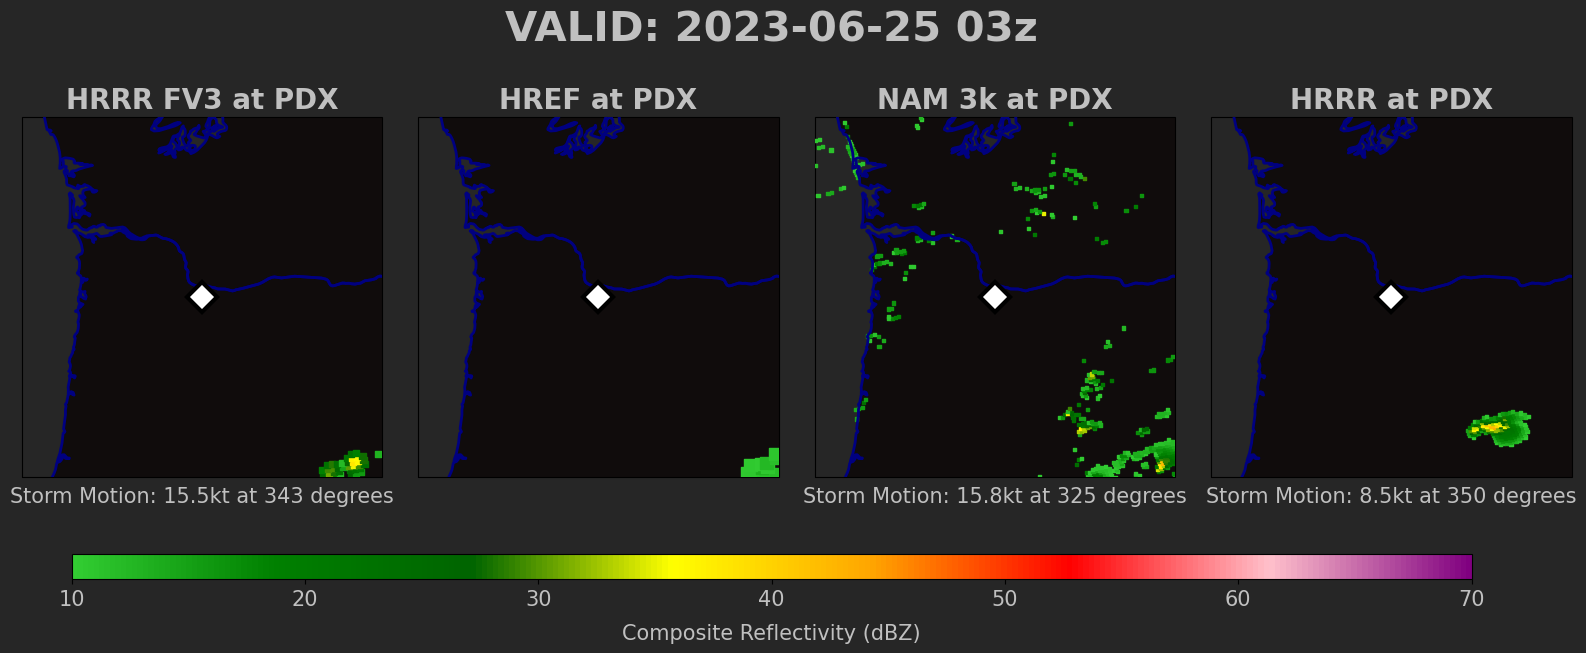 VALID: 2023-06-25 03z
HRRR FV3 at PDX
HREF at PDX
NAM 3k at PDX
HRRR at PDX
Storm Motion: 15.5kt at 343 degrees
Storm Motion: 15.8kt at 325 degrees
Storm Motion: 8.5kt at 350 degrees
10 20 30 40 50 60 70
Composite Reflectivity (dBZ)